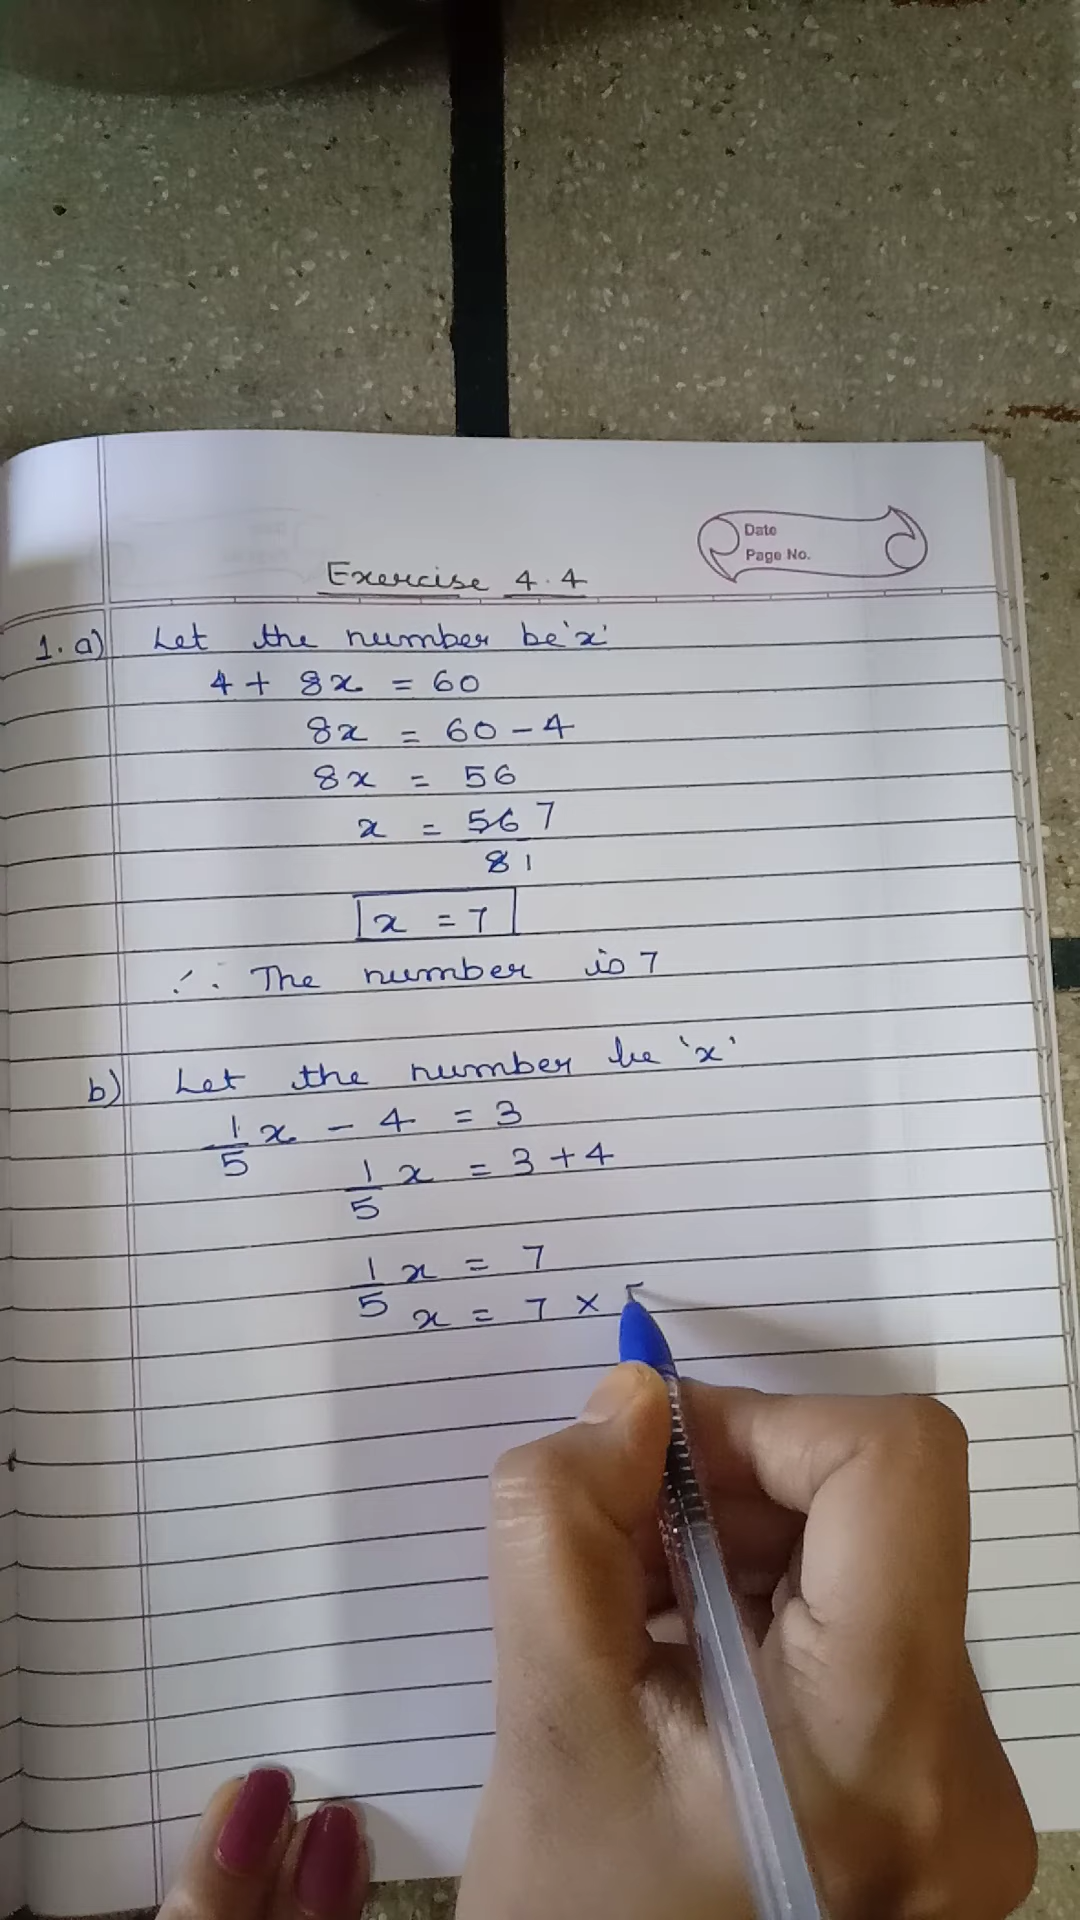 Date
Page No.
Exercise 4.4
1. a) Let the number be 'x'
4 + 8x = 60
8x = 60 - 4
8x = 56
x = 56 7
8 1
x = 7
∴ The number is 7
b) Let the number be 'x'
1/5 x - 4 = 3
1/5 x = 3 + 4
1/5 x = 7
x = 7 × 5